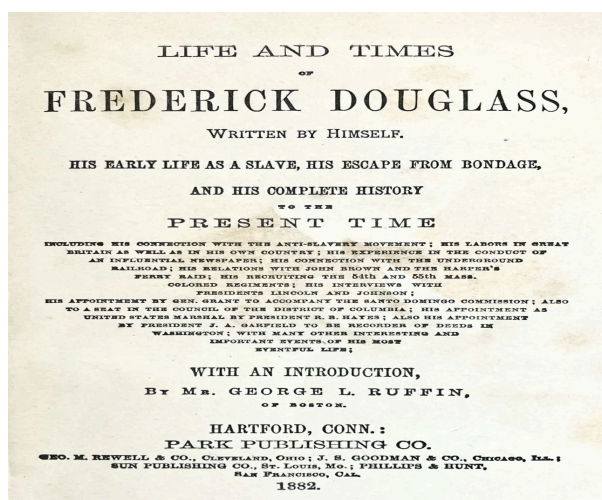 LIFE AND TIMES
OF
FREDERICK DOUGLASS,
WRITTEN BY HIMSELF.
HIS EARLY LIFE AS A SLAVE, HIS ESCAPE FROM BONDAGE,
AND HIS COMPLETE HISTORY
TO THE
PRESENT TIME
INCLUDING HIS CONNECTION WITH THE ANTI-SLAVERY MOVEMENT; HIS LABORS IN GREAT
BRITAIN AS WELL AS IN HIS OWN COUNTRY; HIS EXPERIENCE IN THE CONDUCT OF
AN INFLUENTIAL NEWSPAPER; HIS CONNECTION WITH THE UNDERGROUND
RAILROAD; HIS RELATIONS WITH JOHN BROWN AND THE HARPER'S
FERRY RAID; HIS RECRUITING THE 54th AND 55th MASS.
COLORED REGIMENTS; HIS INTERVIEWS WITH
PRESIDENTS LINCOLN AND JOHNSON;
HIS APPOINTMENT BY GEN. GRANT TO ACCOMPANY THE SANTO DOMINGO COMMISSION; ALSO
TO A SEAT IN THE COUNCIL OF THE DISTRICT OF COLUMBIA; HIS APPOINTMENT AS
UNITED STATES MARSHAL BY PRESIDENT R. B. HAYES; ALSO HIS APPOINTMENT
BY PRESIDENT J. A. GARFIELD TO BE RECORDER OF DEEDS IN
WASHINGTON; WITH MANY OTHER INTERESTING AND
IMPORTANT EVENTS OF HIS MOST
EVENTFUL LIFE;
WITH AN INTRODUCTION,
BY MR. GEORGE L. RUFFIN,
OF BOSTON.
HARTFORD, CONN.:
PARK PUBLISHING CO.
GEO. M. REWELL & CO., CLEVELAND, OHIO; J. S. GOODMAN & CO., CHICAGO, ILL.;
SUN PUBLISHING CO., ST. LOUIS, MO.; PHILLIPS & HUNT,
SAN FRANCISCO, CAL.
1882.